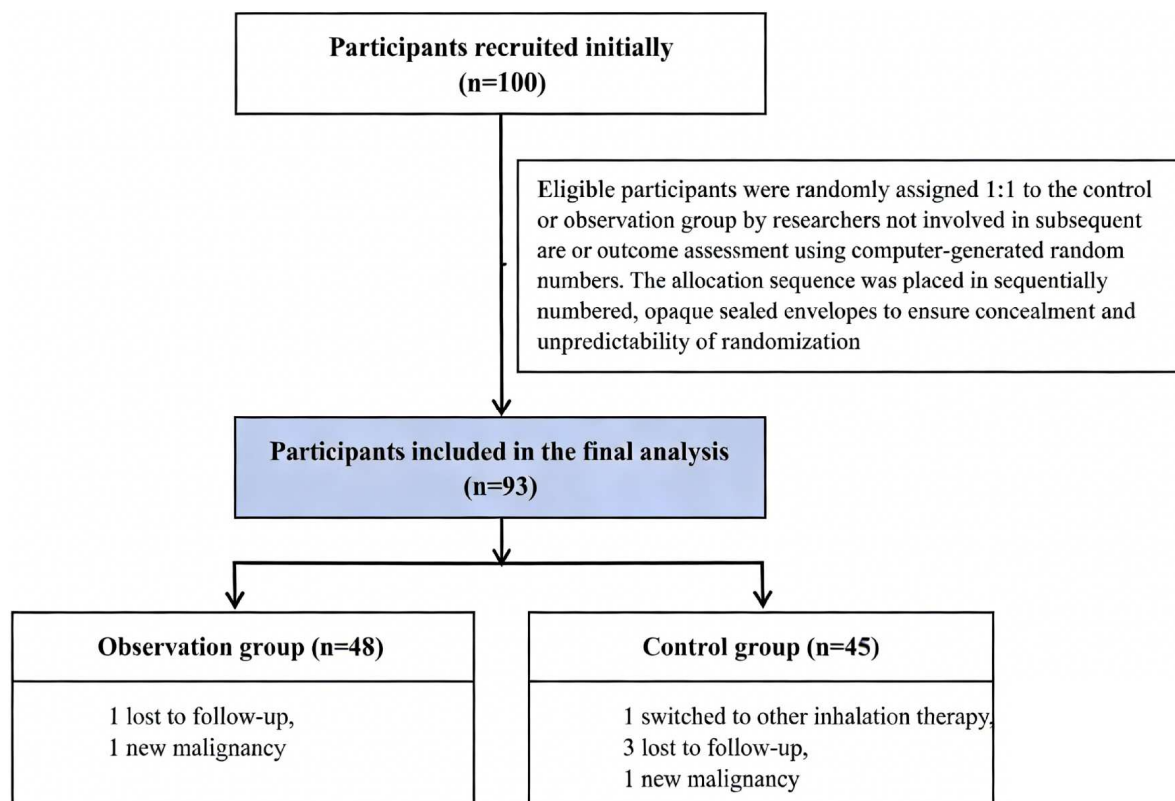 Participants recruited initially
(n=100)
Eligible participants were randomly assigned 1:1 to the control
or observation group by researchers not involved in subsequent
are or outcome assessment using computer-generated random
numbers. The allocation sequence was placed in sequentially
numbered, opaque sealed envelopes to ensure concealment and
unpredictability of randomization
Participants included in the final analysis
(n=93)
Observation group (n=48)
1 lost to follow-up,
1 new malignancy
Control group (n=45)
1 switched to other inhalation therapy,
3 lost to follow-up,
1 new malignancy